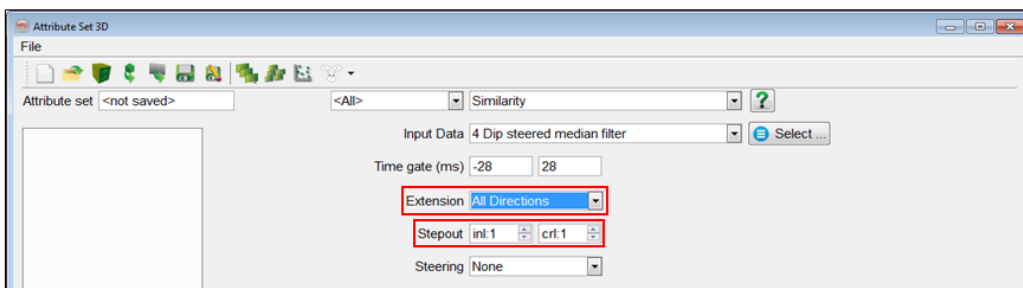 Attribute Set 3D
File
Attribute set <not saved> <All> Similarity ?
Input Data 4 Dip steered median filter Select ...
Time gate (ms) -28 28
Extension All Directions
Stepout inl:1 crl:1
Steering None